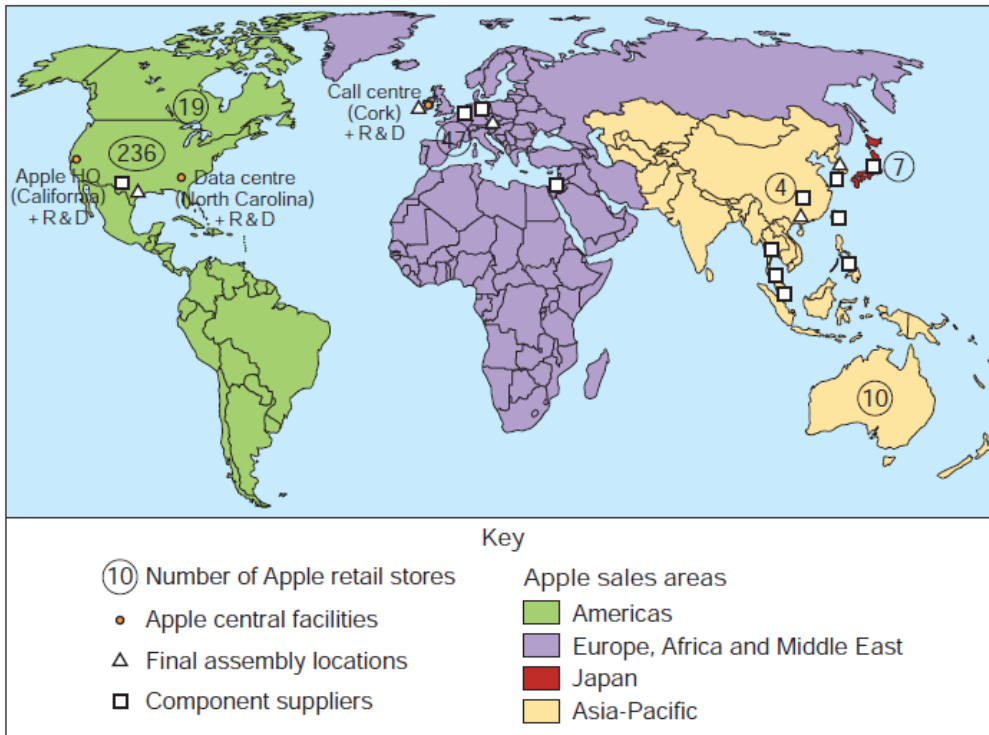 19
236
Apple HQ
(California)
+ R & D
Data centre
(North Carolina)
+ R & D
Call centre
(Cork)
+ R & D
47
4
7
10
Key
10 Number of Apple retail stores
Apple central facilities
Final assembly locations
Component suppliers
Apple sales areas
Americas
Europe, Africa and Middle East
Japan
Asia-Pacific